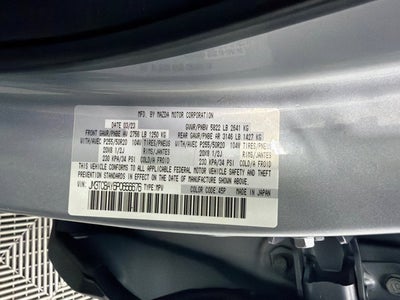 MFD. BY MAZDA MOTOR CORPORATION
DATE 03/23 GVWR/PNBV 5822 LB 2641 KG
FRONT GAWR/PNBE AV 2756 LB 1250 KG REAR GAWR/PNBE AR 3146 LB 1427 KG
WITH/AVEC P255/50R20 104V TIRES/PNEUS WITH/AVEC P255/50R20 104V TIRES/PNEUS
20X8 1/2J RIMS/JANTES 20X8 1/2J RIMS/JANTES
230 KPA/34 PSI COLD/A FROID 230 KPA/34 PSI COLD/A FROID
THIS VEHICLE CONFORMS TO ALL APPLICABLE FEDERAL MOTOR VEHICLE
SAFETY STANDARDS IN EFFECT ON THE DATE OF MANUFACTURE SHOWN ABOVE.
VIN: TYPE: MPV
COLOR CODE: 45P MADE IN JAPAN